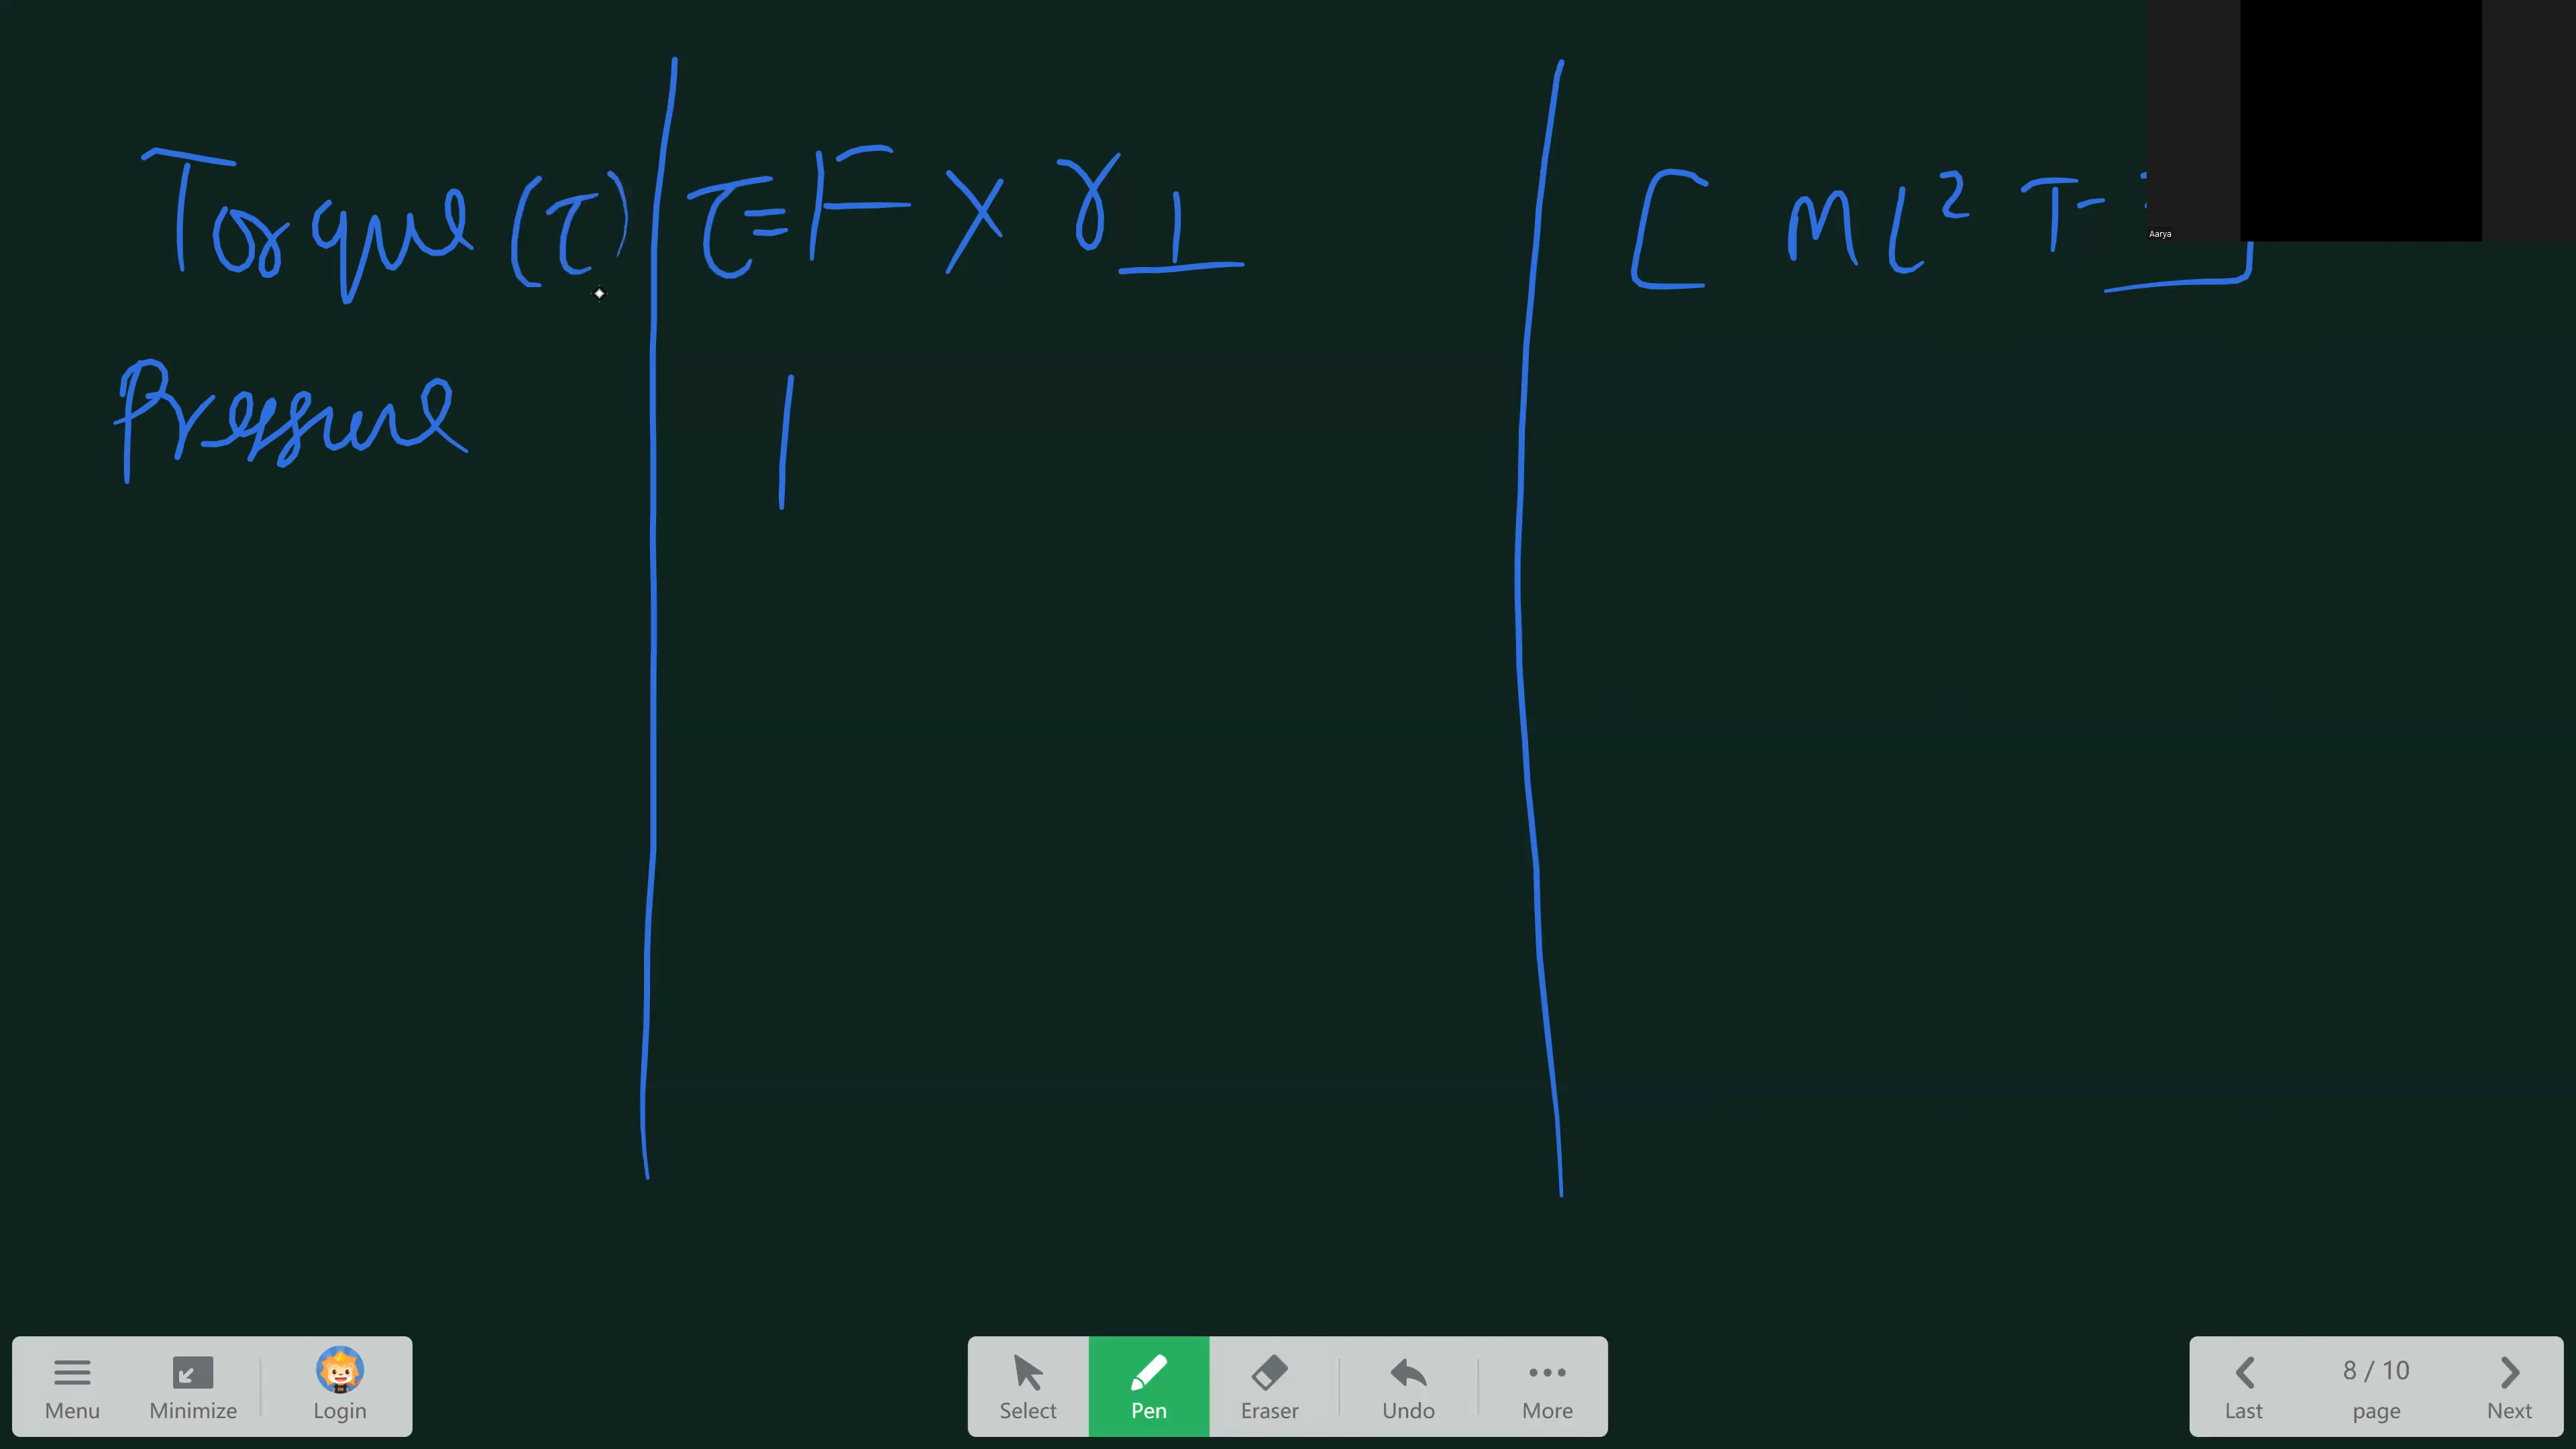 Torque (τ) τ = F × r⊥ [ML² T-
Aarya
Pressure
Menu Minimize Login Select Pen Eraser Undo More Last 8 / 10 page Next